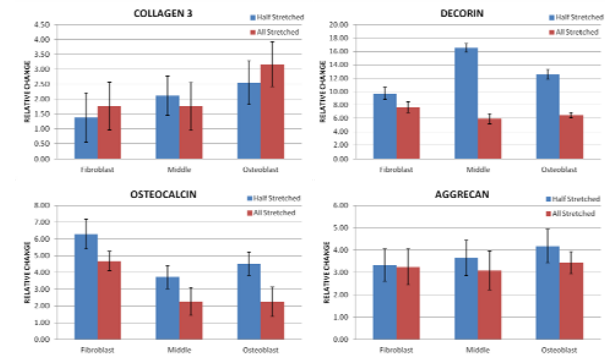 COLLAGEN 3
Half Stretched
All Stretched
RELATIVE CHANGE
4.50
4.00
3.50
3.00
2.50
2.00
1.50
1.00
0.50
0.00
Fibroblast Middle Osteoblast
DECORIN
Half Stretched
All Stretched
RELATIVE CHANGE
20.00
18.00
16.00
14.00
12.00
10.00
8.00
6.00
4.00
2.00
0.00
Fibroblast Middle Osteoblast
OSTEOCALCIN
Half Stretched
All Stretched
RELATIVE CHANGE
8.00
7.00
6.00
5.00
4.00
3.00
2.00
1.00
0.00
Fibroblast Middle Osteoblast
AGGRECAN
Half Stretched
All Stretched
RELATIVE CHANGE
6.00
5.00
4.00
3.00
2.00
1.00
0.00
Fibroblast Middle Osteoblast